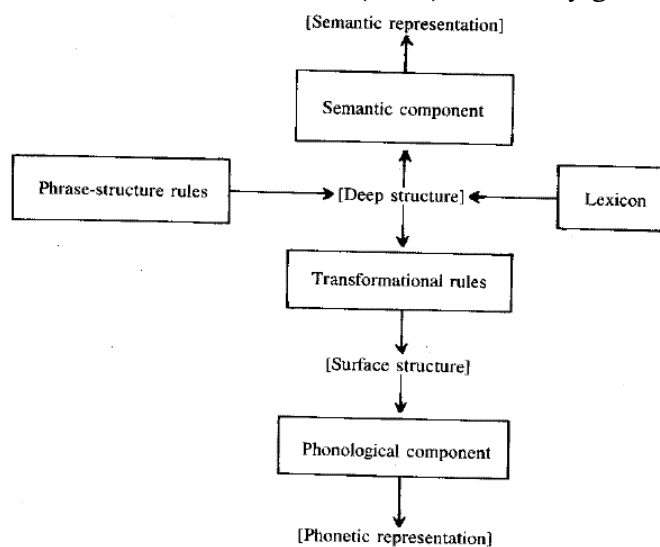 [Semantic representation]
Semantic component
Phrase-structure rules
[Deep structure]
Lexicon
Transformational rules
[Surface structure]
Phonological component
[Phonetic representation]